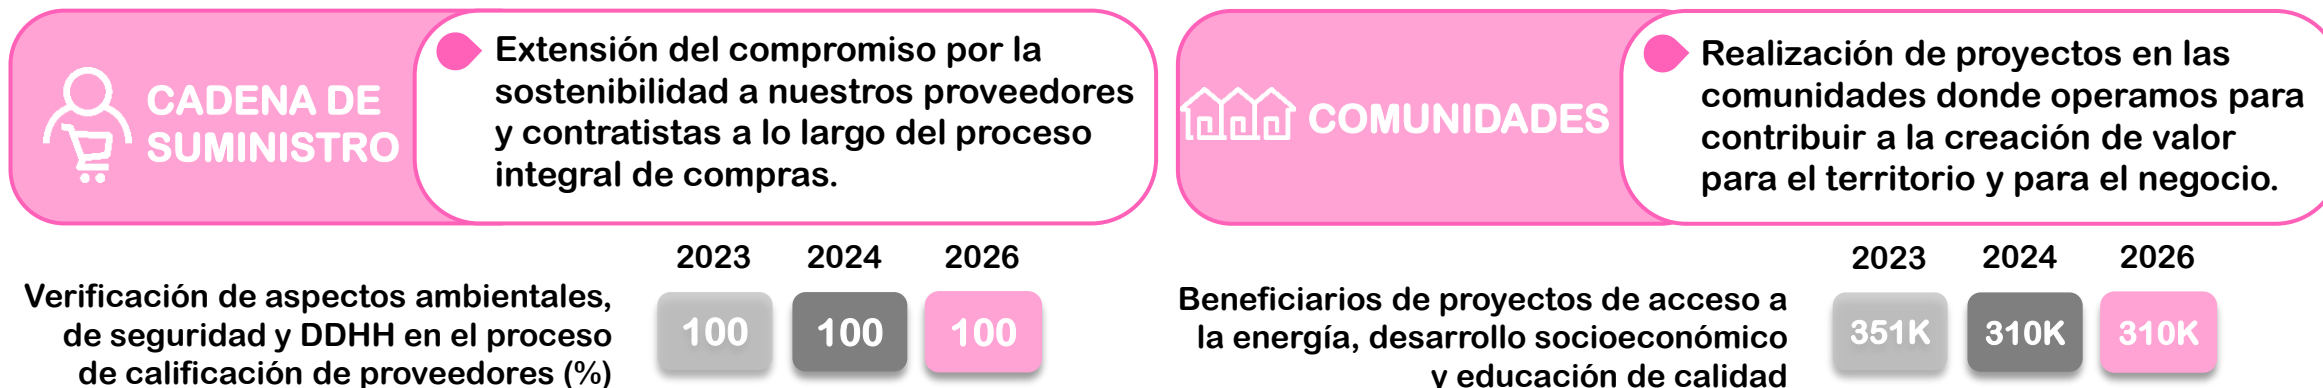 CADENA DE
SUMINISTRO
Extensión del compromiso por la
sostenibilidad a nuestros proveedores
y contratistas a lo largo del proceso
integral de compras.
2023 2024 2026
Verificación de aspectos ambientales,
de seguridad y DDHH en el proceso
de calificación de proveedores (%)
100 100 100
COMUNIDADES
Realización de proyectos en las
comunidades donde operamos para
contribuir a la creación de valor
para el territorio y para el negocio.
2023 2024 2026
Beneficiarios de proyectos de acceso a
la energía, desarrollo socioeconómico
y educación de calidad
351K 310K 310K